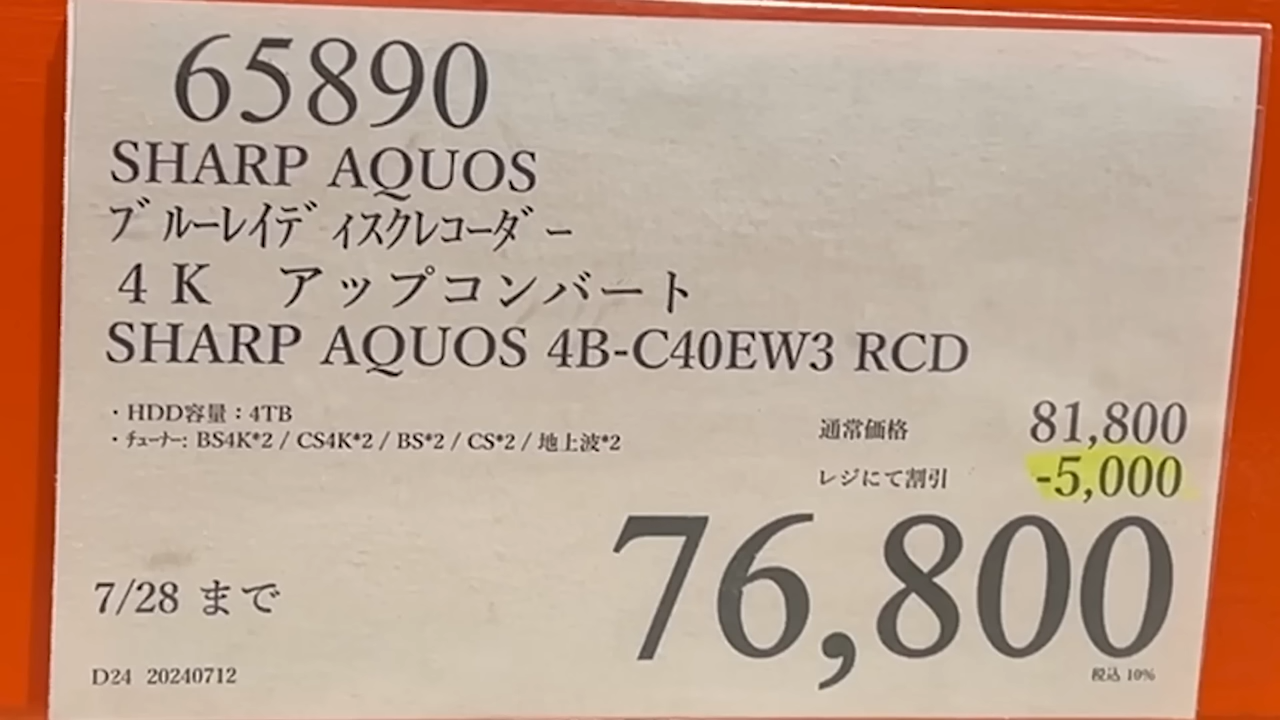 65890
SHARP AQUOS
ブルーレイディスクレコーダー
4K アップコンバート
SHARP AQUOS 4B-C40EW3 RCD
・HDD容量：4TB
・チューナー: BS4K*2 / CS4K*2 / BS*2 / CS*2 / 地上波*2
通常価格 81,800
レジにて割引 -5,000
76,800
7/28 まで
税込 10%
D24 20240712